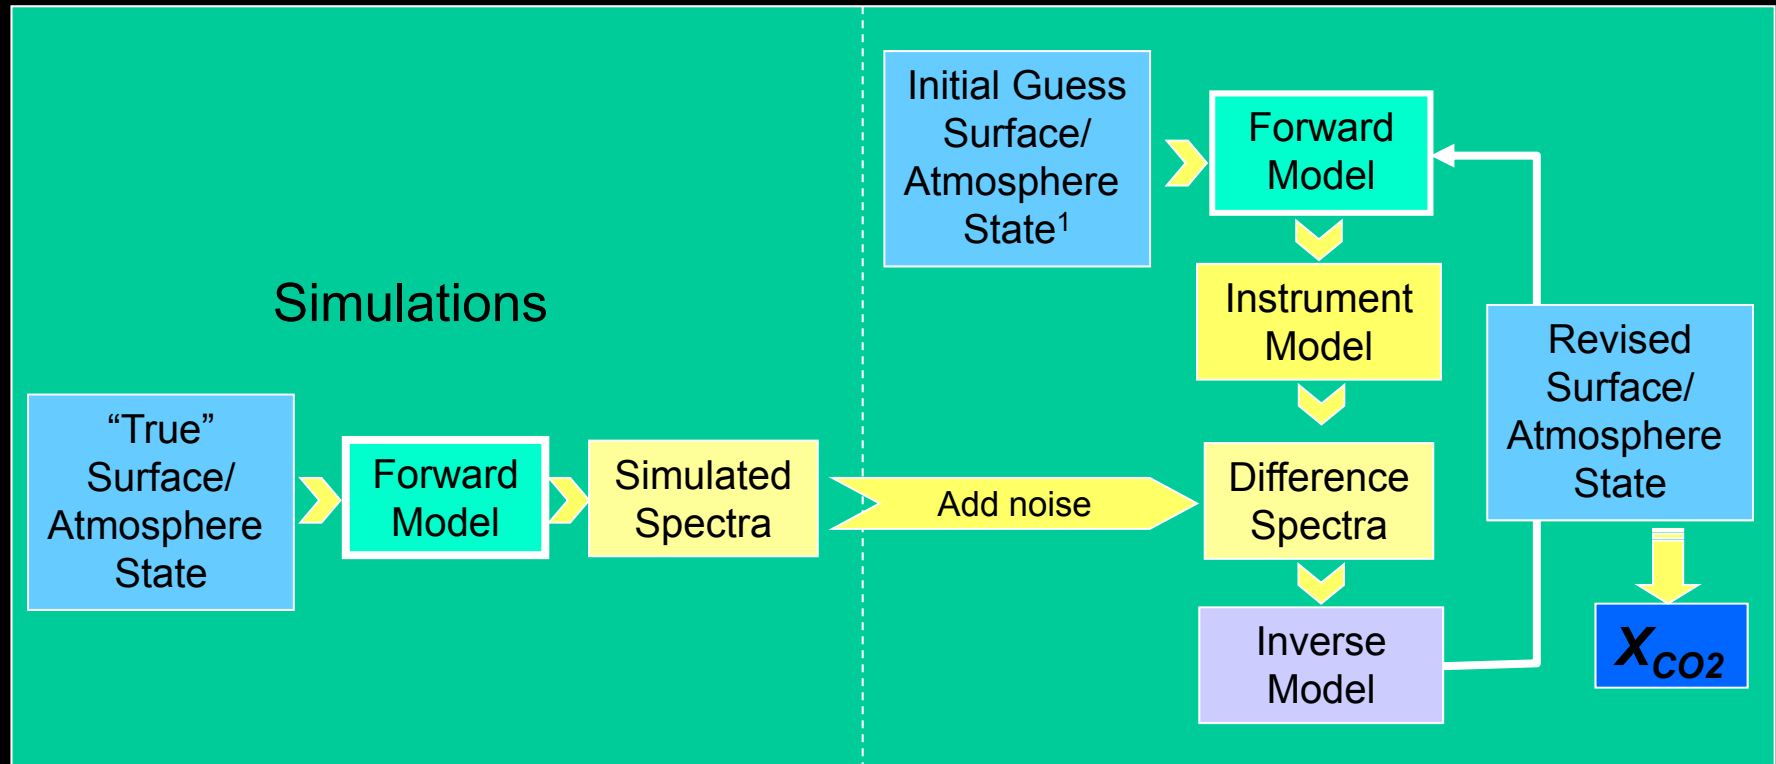 Simulations
“True”
Surface/
Atmosphere
State
Forward
Model
Simulated
Spectra
Add noise
Initial Guess
Surface/
Atmosphere
State¹
Forward
Model
Instrument
Model
Difference
Spectra
Inverse
Model
Revised
Surface/
Atmosphere
State
X_CO2